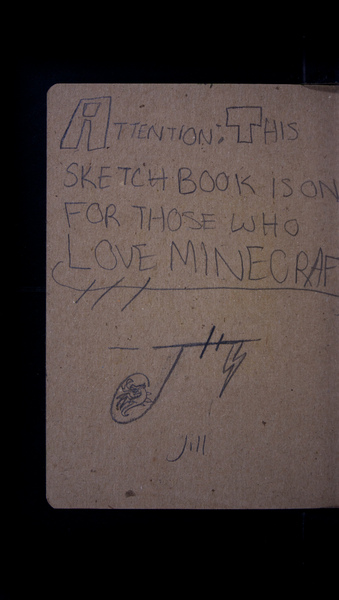 ATTENTION: THIS
SKETCH BOOK IS ON
FOR THOSE WHO
LOVE MINECRAF
Jill